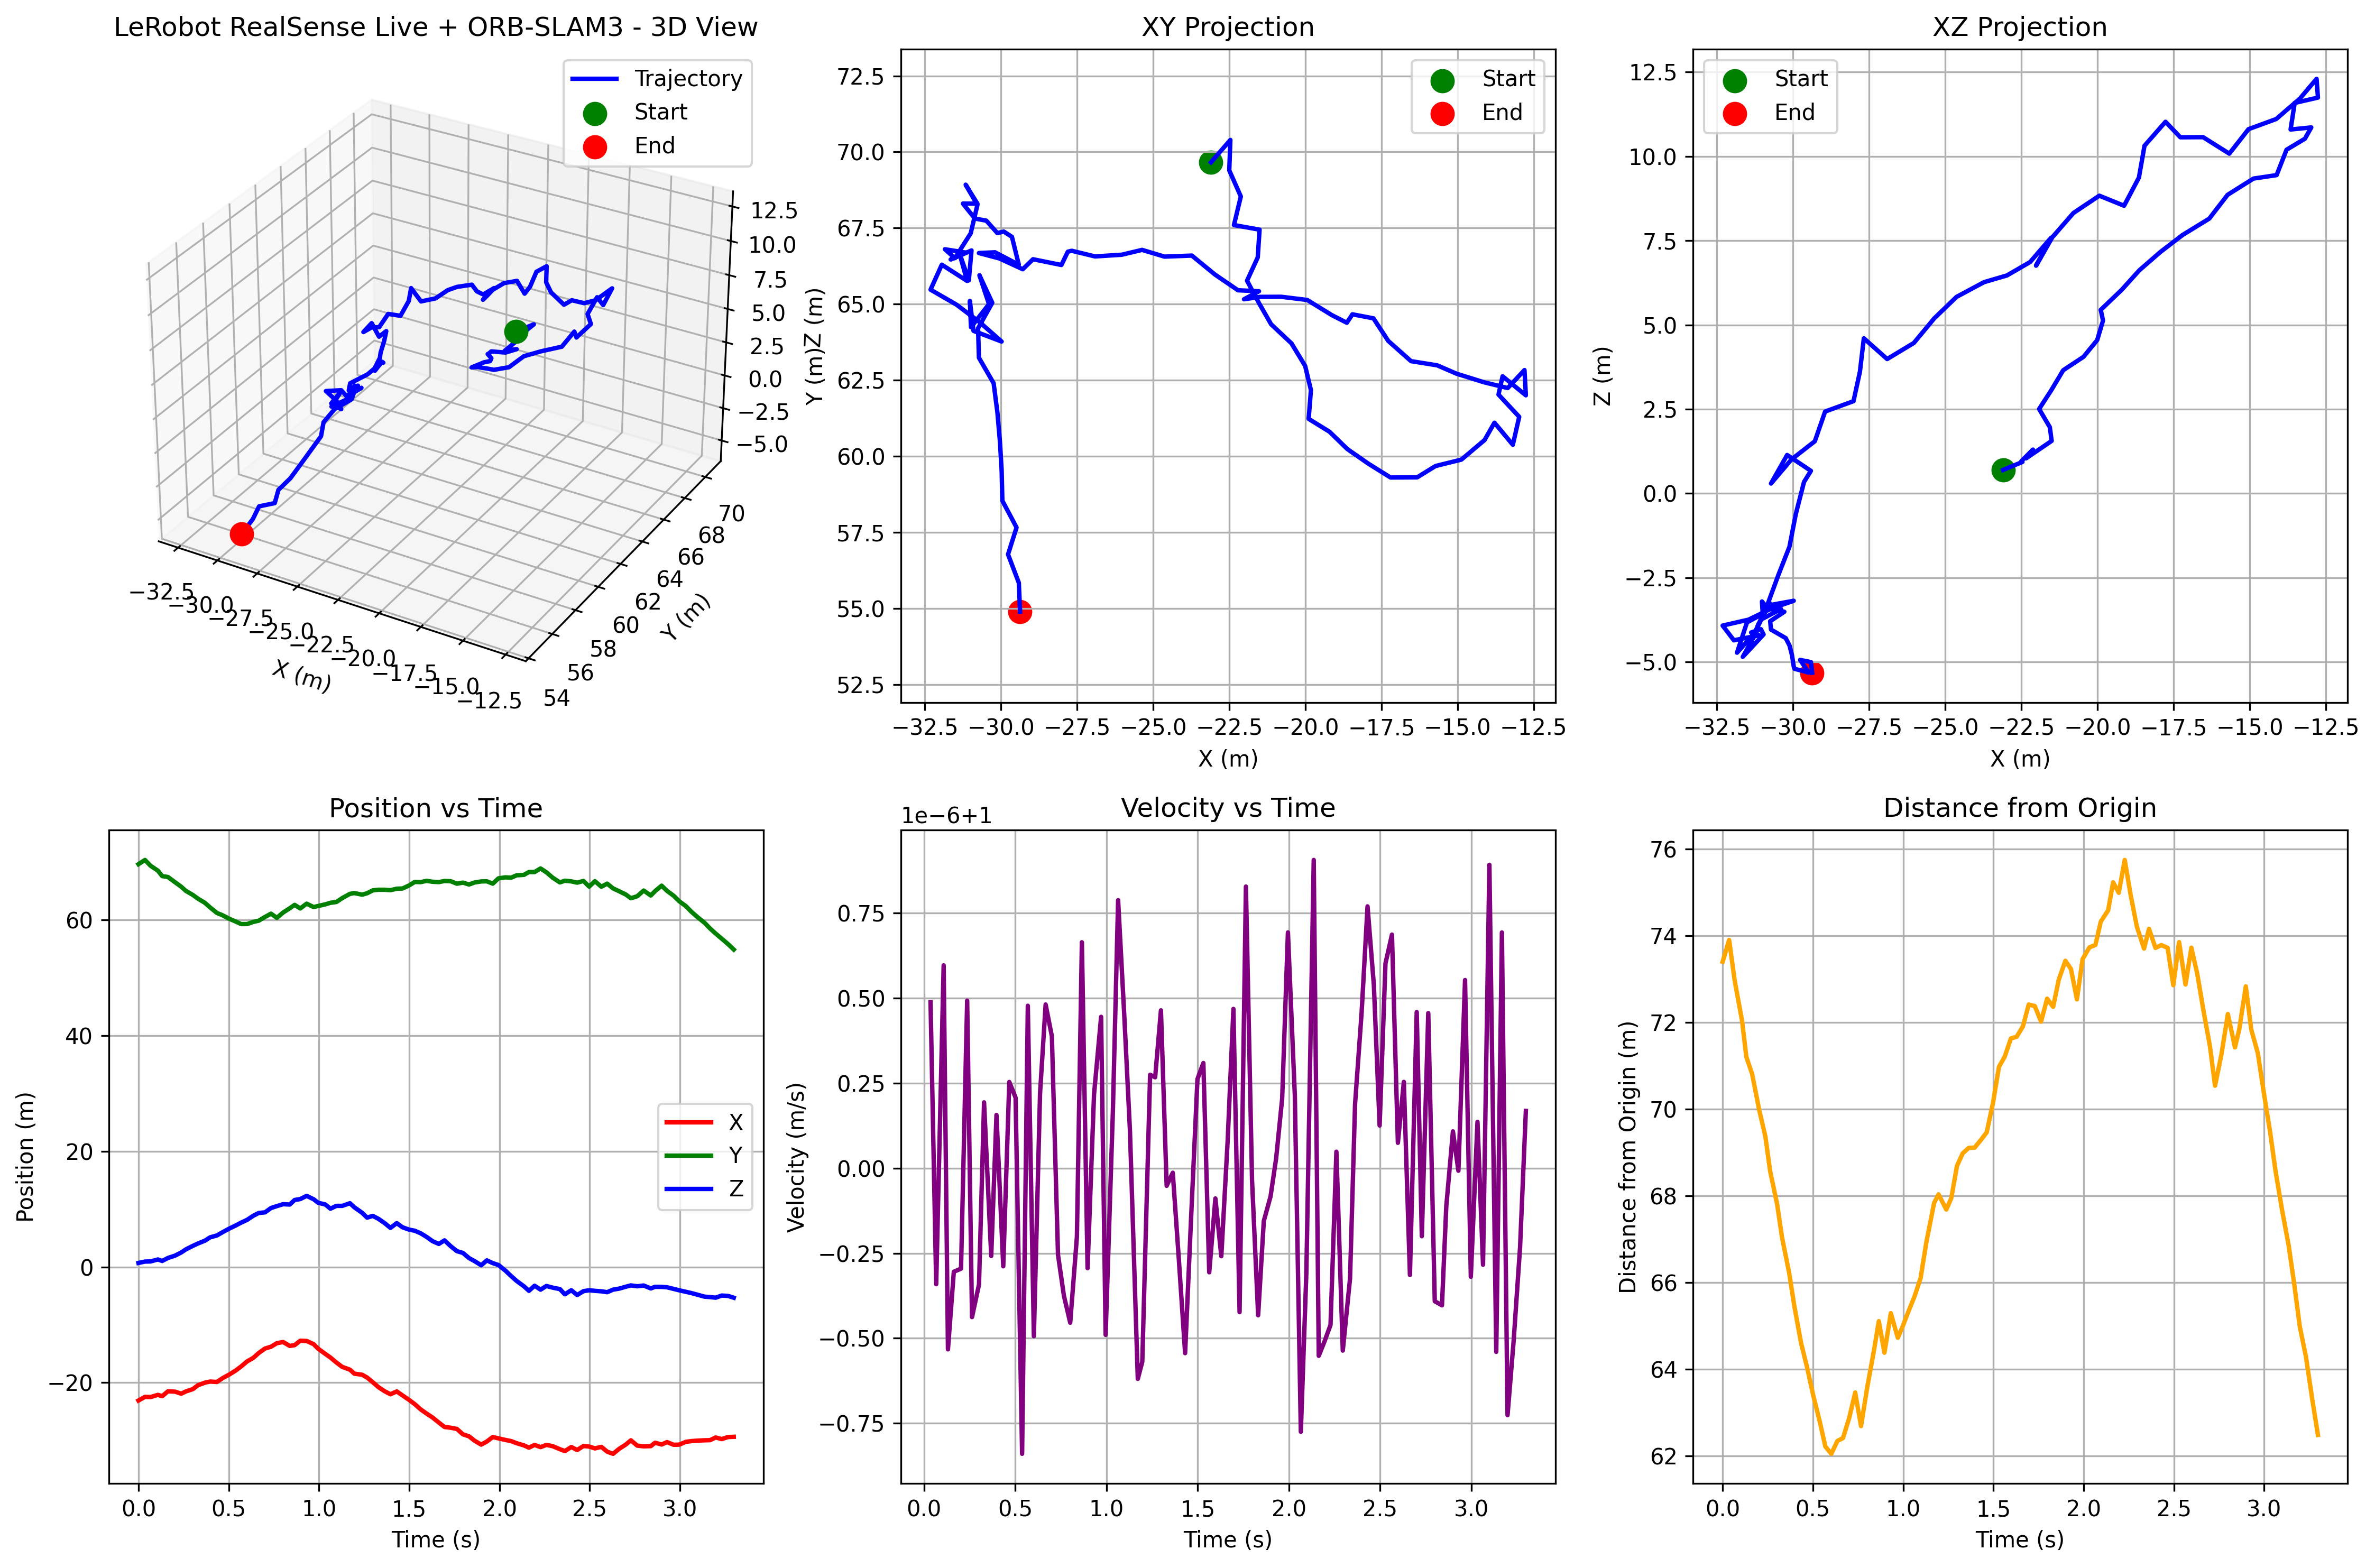 LeRobot RealSense Live + ORB-SLAM3 - 3D View
Trajectory
Start
End
12.5
10.0
7.5
5.0
2.5
0.0
−2.5
−5.0
Z (m)
70
68
66
64
62
60
58
56
54
Y (m)
−32.5
−30.0
−27.5
−25.0
−22.5
−20.0
−17.5
−15.0
−12.5
X (m)
XY Projection
Start
End
72.5
70.0
67.5
65.0
62.5
60.0
57.5
55.0
52.5
Y (m)
−32.5 −30.0 −27.5 −25.0 −22.5 −20.0 −17.5 −15.0 −12.5
X (m)
XZ Projection
Start
End
12.5
10.0
7.5
5.0
2.5
0.0
−2.5
−5.0
Z (m)
−32.5 −30.0 −27.5 −25.0 −22.5 −20.0 −17.5 −15.0 −12.5
X (m)
Position vs Time
X
Y
Z
60
40
20
0
−20
Position (m)
0.0 0.5 1.0 1.5 2.0 2.5 3.0
Time (s)
Velocity vs Time
1e−6+1
0.75
0.50
0.25
0.00
−0.25
−0.50
−0.75
Velocity (m/s)
0.0 0.5 1.0 1.5 2.0 2.5 3.0
Time (s)
Distance from Origin
76
74
72
70
68
66
64
62
Distance from Origin (m)
0.0 0.5 1.0 1.5 2.0 2.5 3.0
Time (s)